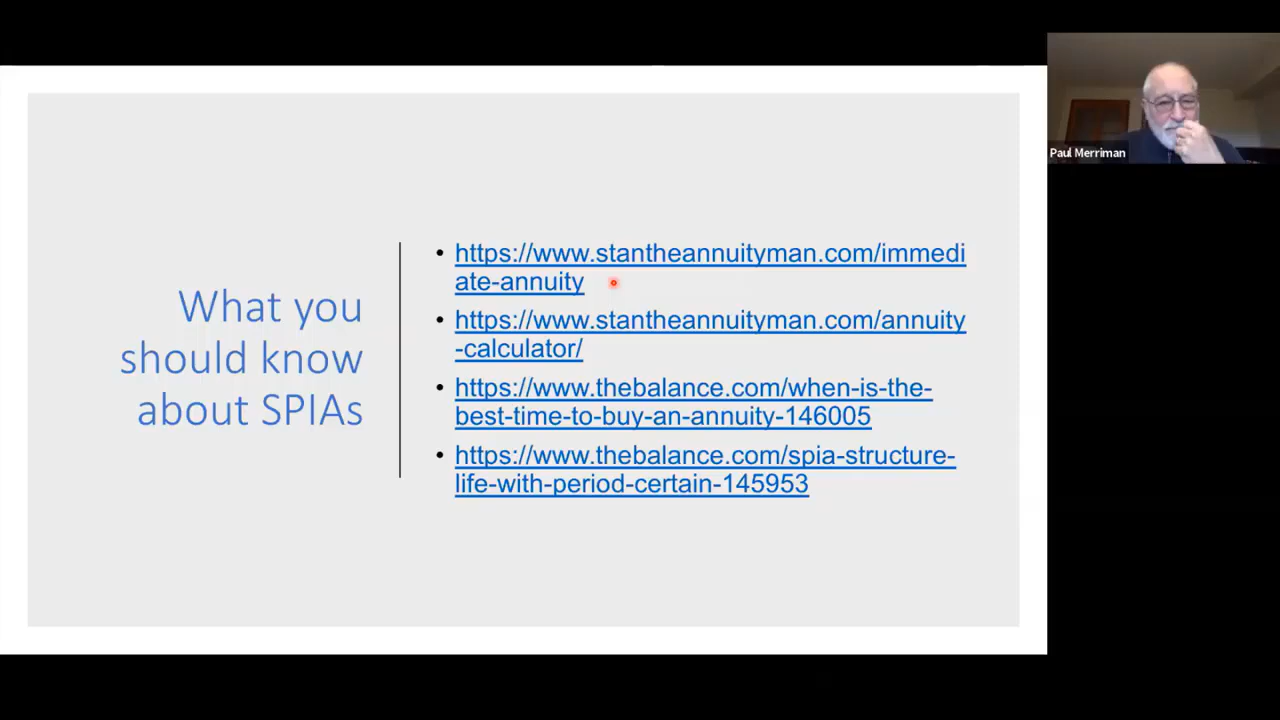 What you
should know
about SPIAs
• https://www.stantheannuityman.com/immedi
ate-annuity
• https://www.stantheannuityman.com/annuity
-calculator/
• https://www.thebalance.com/when-is-the-
best-time-to-buy-an-annuity-146005
• https://www.thebalance.com/spia-structure-
life-with-period-certain-145953
Paul Merriman